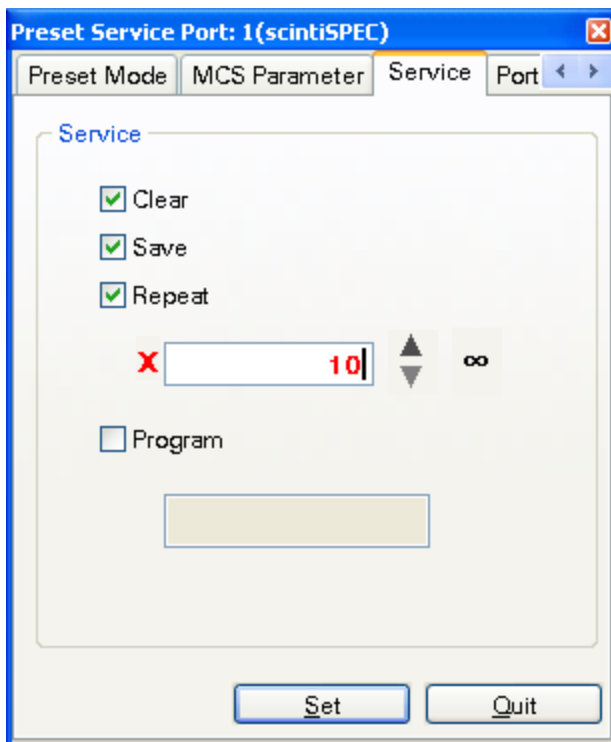 Preset Service Port: 1(scintiSPEC)
Preset Mode MCS Parameter Service Port
Service
Clear
Save
Repeat
X 10 ∞
Program
Set Quit